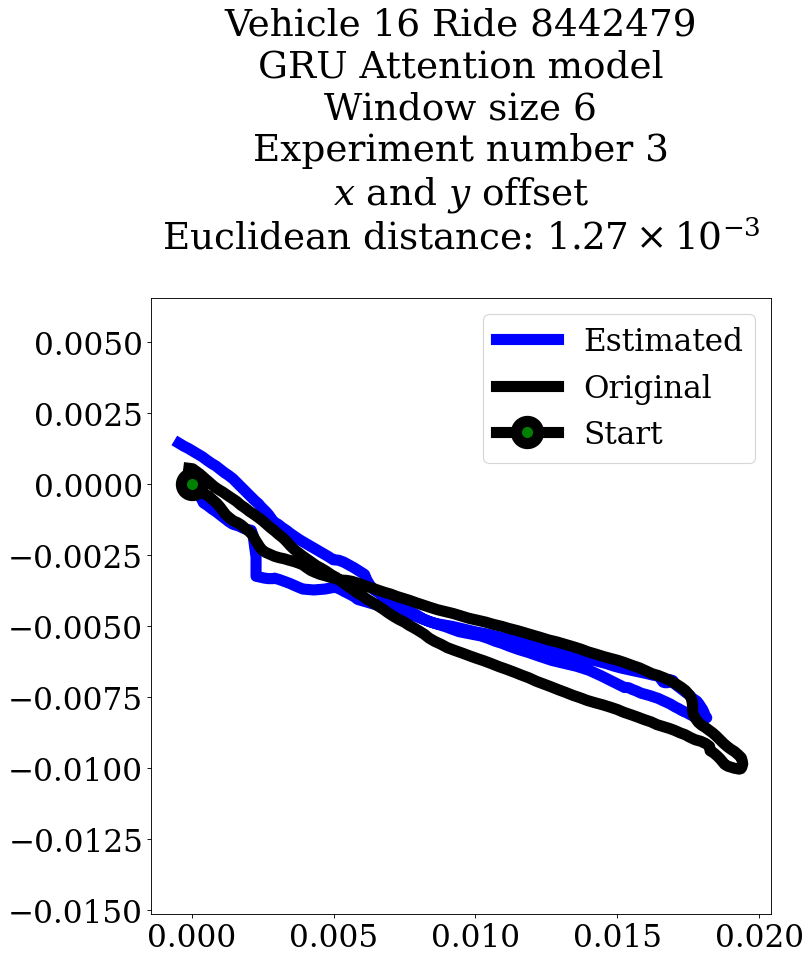 Vehicle 16 Ride 8442479
GRU Attention model
Window size 6
Experiment number 3
x and y offset
Euclidean distance: 1.27 × 10⁻³
Estimated
Original
Start
0.0050
0.0025
0.0000
−0.0025
−0.0050
−0.0075
−0.0100
−0.0125
−0.0150
0.000 0.005 0.010 0.015 0.020